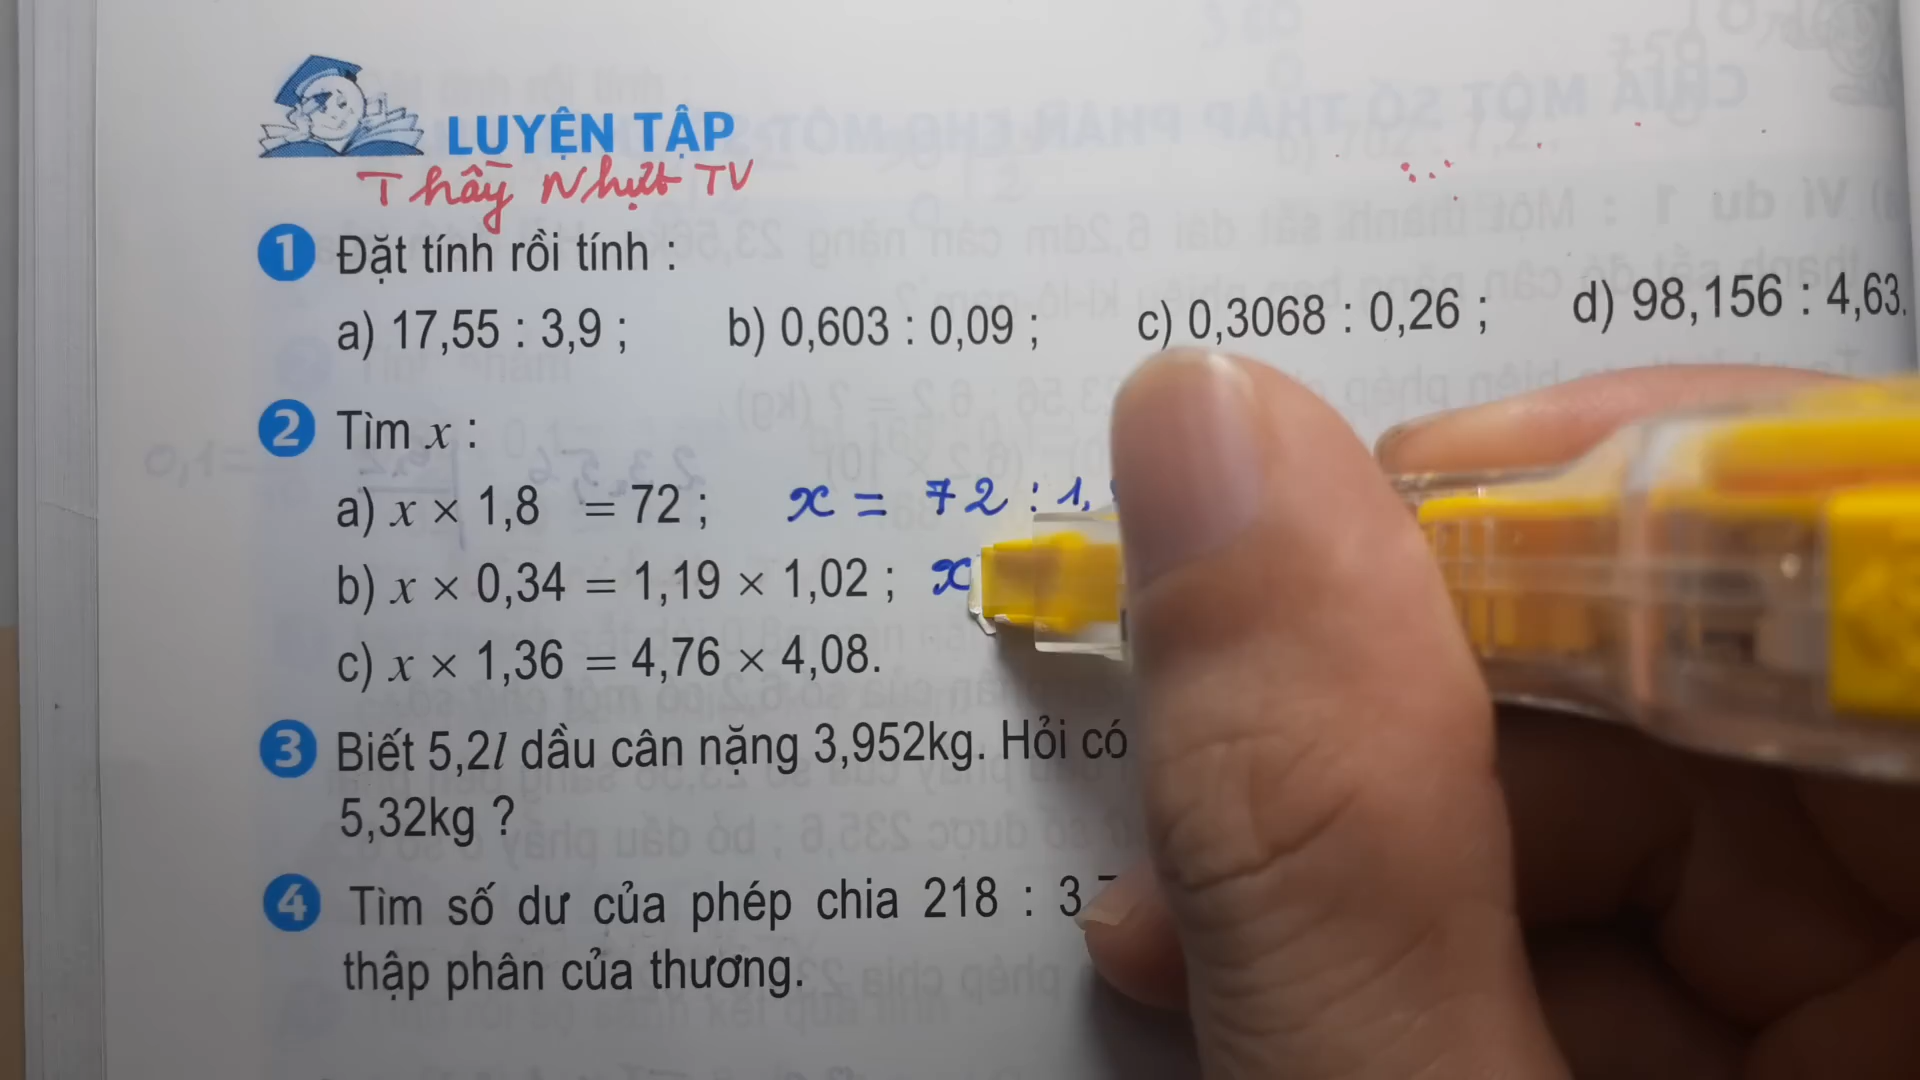 LUYỆN TẬP
Thầy Nhựt TV
1 Đặt tính rồi tính :
a) 17,55 : 3,9 ; b) 0,603 : 0,09 ; c) 0,3068 : 0,26 ; d) 98,156 : 4,63.
2 Tìm x :
a) x × 1,8 = 72 ; x = 72 : 1,
b) x × 0,34 = 1,19 × 1,02 ; x
c) x × 1,36 = 4,76 × 4,08.
3 Biết 5,2l dầu cân nặng 3,952kg. Hỏi có
5,32kg ?
4 Tìm số dư của phép chia 218 : 3
thập phân của thương.